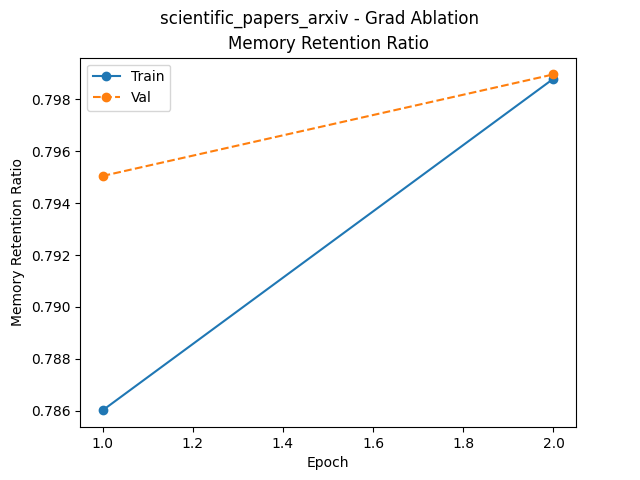 scientific_papers_arxiv - Grad Ablation
Memory Retention Ratio
Train
Val
Memory Retention Ratio
0.798
0.796
0.794
0.792
0.790
0.788
0.786
1.0
1.2
1.4
1.6
1.8
2.0
Epoch